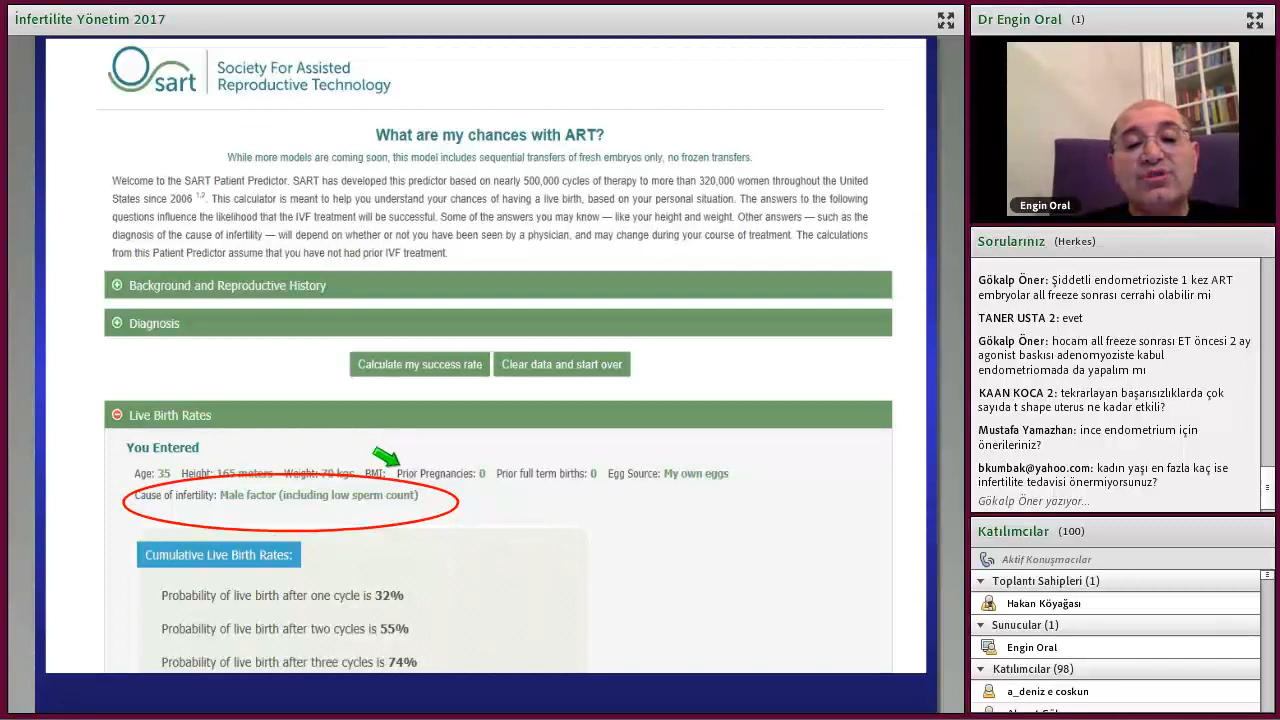 İnfertilite Yönetim 2017
Osart
Society For Assisted
Reproductive Technology
What are my chances with ART?
While more models are coming soon, this model includes sequential transfers of fresh embryos only, no frozen transfers.
Welcome to the SART Patient Predictor. SART has developed this predictor based on nearly 500,000 cycles of therapy to more than 320,000 women throughout the United
States since 2006 1,2. This calculator is meant to help you understand your chances of having a live birth, based on your personal situation. The answers to the following
questions influence the likelihood that the IVF treatment will be successful. Some of the answers you may know — like your height and weight. Other answers — such as the
diagnosis of the cause of infertility — will depend on whether or not you have been seen by a physician, and may change during your course of treatment. The calculations
from this Patient Predictor assume that you have not had prior IVF treatment.
Background and Reproductive History
Diagnosis
Calculate my success rate
Clear data and start over
Live Birth Rates
You Entered
Age: 35 Height: 165 meters Weight: 70 kgs BMI: Prior Pregnancies: 0 Prior full term births: 0 Egg Source: My own eggs
Cause of infertility: Male factor (including low sperm count)
Cumulative Live Birth Rates:
Probability of live birth after one cycle is 32%
Probability of live birth after two cycles is 55%
Probability of live birth after three cycles is 74%
Dr Engin Oral (1)
Engin Oral
Sorularınız (Herkes)
Gökalp Öner: Şiddetli endometrioziste 1 kez ART
embryolar all freeze sonrası cerrahi olabilir mi
TANER USTA 2: evet
Gökalp Öner: hocam all freeze sonrası ET öncesi 2 ay
agonist baskısı adenomyoziste kabul
endometriomada da yapalım mı
KAAN KOCA 2: tekrarlayan başarısızlıklarda çok
sayıda t shape uterus ne kadar etkili?
Mustafa Yamazhan: ince endometrium için
önerileriniz?
bkumbak@yahoo.com: kadın yaşı en fazla kaç ise
infertilite tedavisi önermiyorsunuz?
Gökalp Öner yazıyor...
Katılımcılar (100)
Aktif Konuşmacılar
Toplantı Sahipleri (1)
Hakan Köyağası
Sunucular (1)
Engin Oral
Katılımcılar (98)
a_deniz e coskun